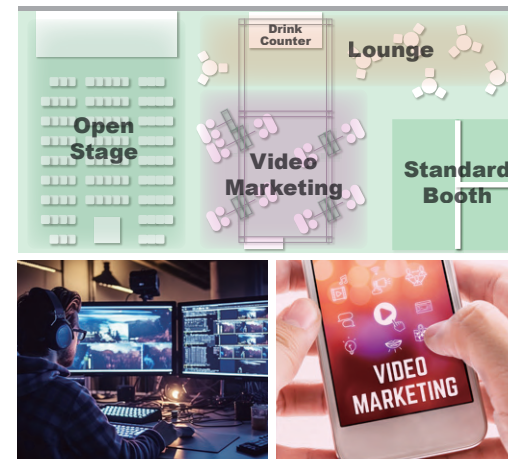 Drink
Counter
Lounge
Open
Stage
Video
Marketing
Standard
Booth
VIDEO
MARKETING